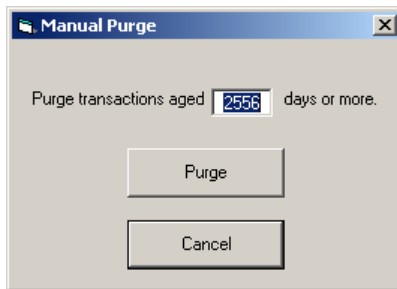 Manual Purge
Purge transactions aged 2556 days or more.
Purge
Cancel